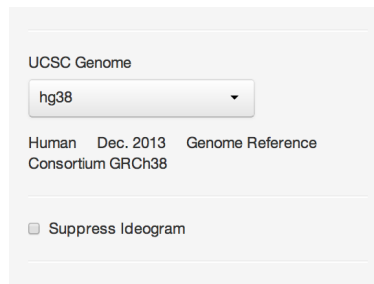 UCSC Genome
hg38
Human Dec. 2013 Genome Reference
Consortium GRCh38
Suppress Ideogram